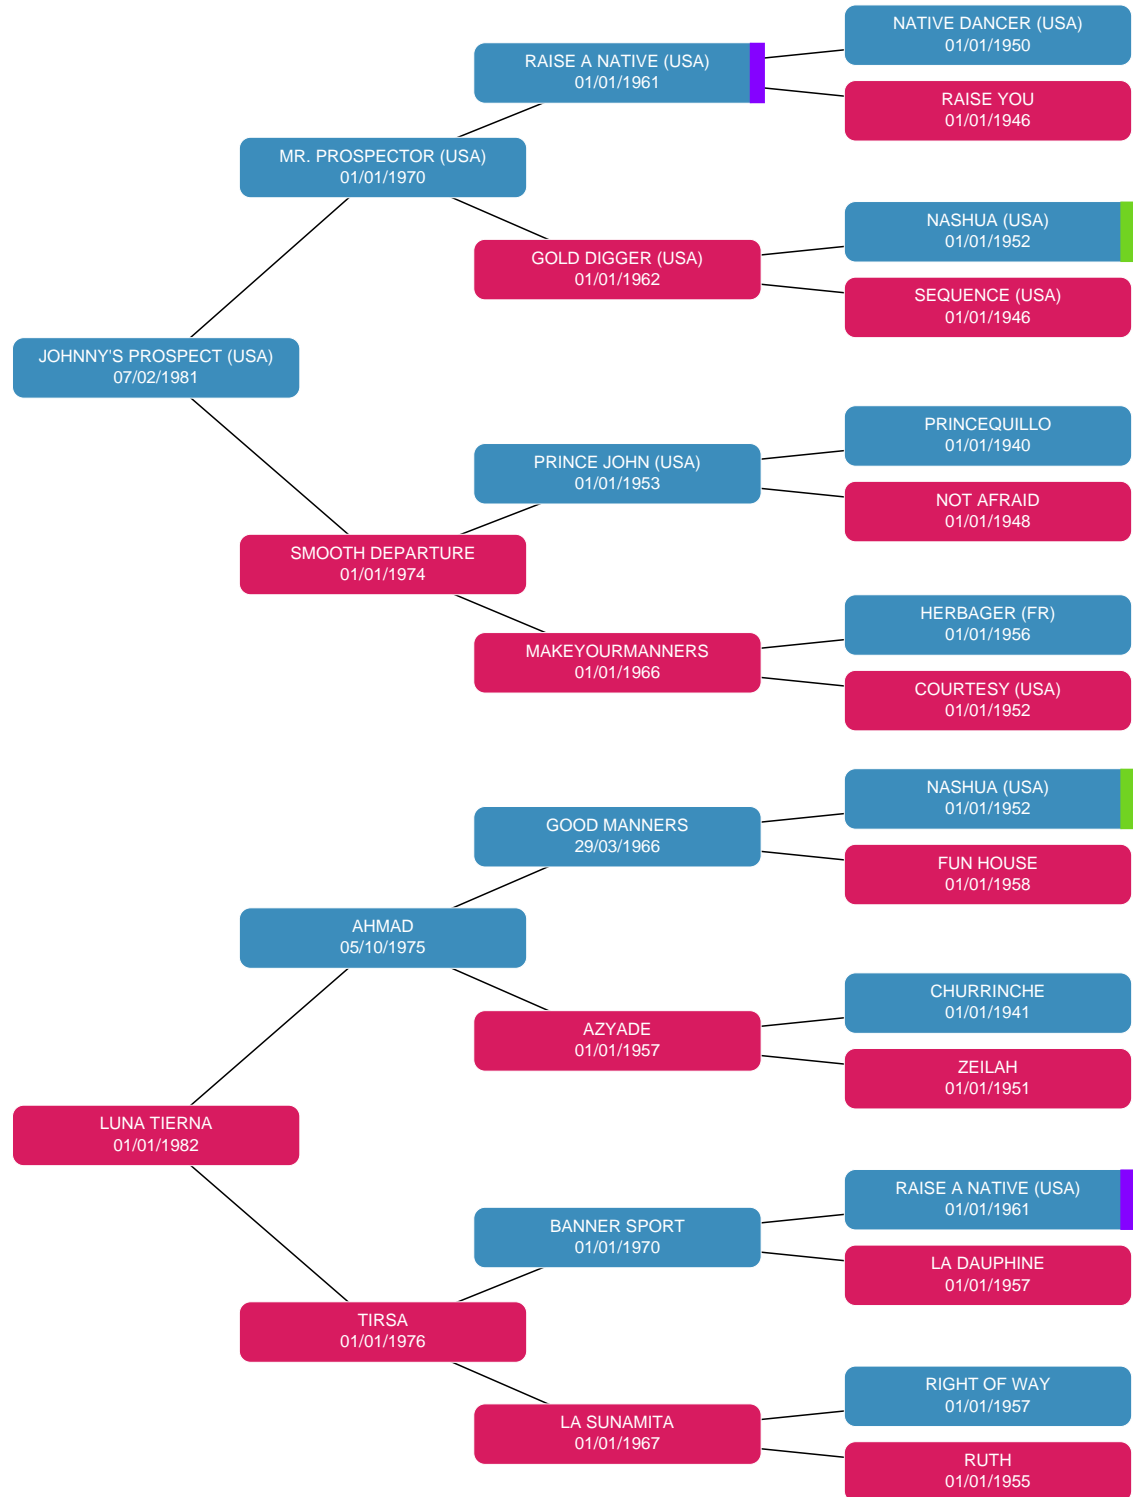 NATIVE DANCER (USA)
01/01/1950
RAISE A NATIVE (USA)
01/01/1961
RAISE YOU
01/01/1946
MR. PROSPECTOR (USA)
01/01/1970
NASHUA (USA)
01/01/1952
GOLD DIGGER (USA)
01/01/1962
SEQUENCE (USA)
01/01/1946
JOHNNY'S PROSPECT (USA)
07/02/1981
PRINCEQUILLO
01/01/1940
PRINCE JOHN (USA)
01/01/1953
NOT AFRAID
01/01/1948
SMOOTH DEPARTURE
01/01/1974
HERBAGER (FR)
01/01/1956
MAKEYOURMANNERS
01/01/1966
COURTESY (USA)
01/01/1952
NASHUA (USA)
01/01/1952
GOOD MANNERS
29/03/1966
FUN HOUSE
01/01/1958
AHMAD
05/10/1975
CHURRINCHE
01/01/1941
AZYADE
01/01/1957
ZEILAH
01/01/1951
LUNA TIERNA
01/01/1982
RAISE A NATIVE (USA)
01/01/1961
BANNER SPORT
01/01/1970
LA DAUPHINE
01/01/1957
TIRSA
01/01/1976
RIGHT OF WAY
01/01/1957
LA SUNAMITA
01/01/1967
RUTH
01/01/1955